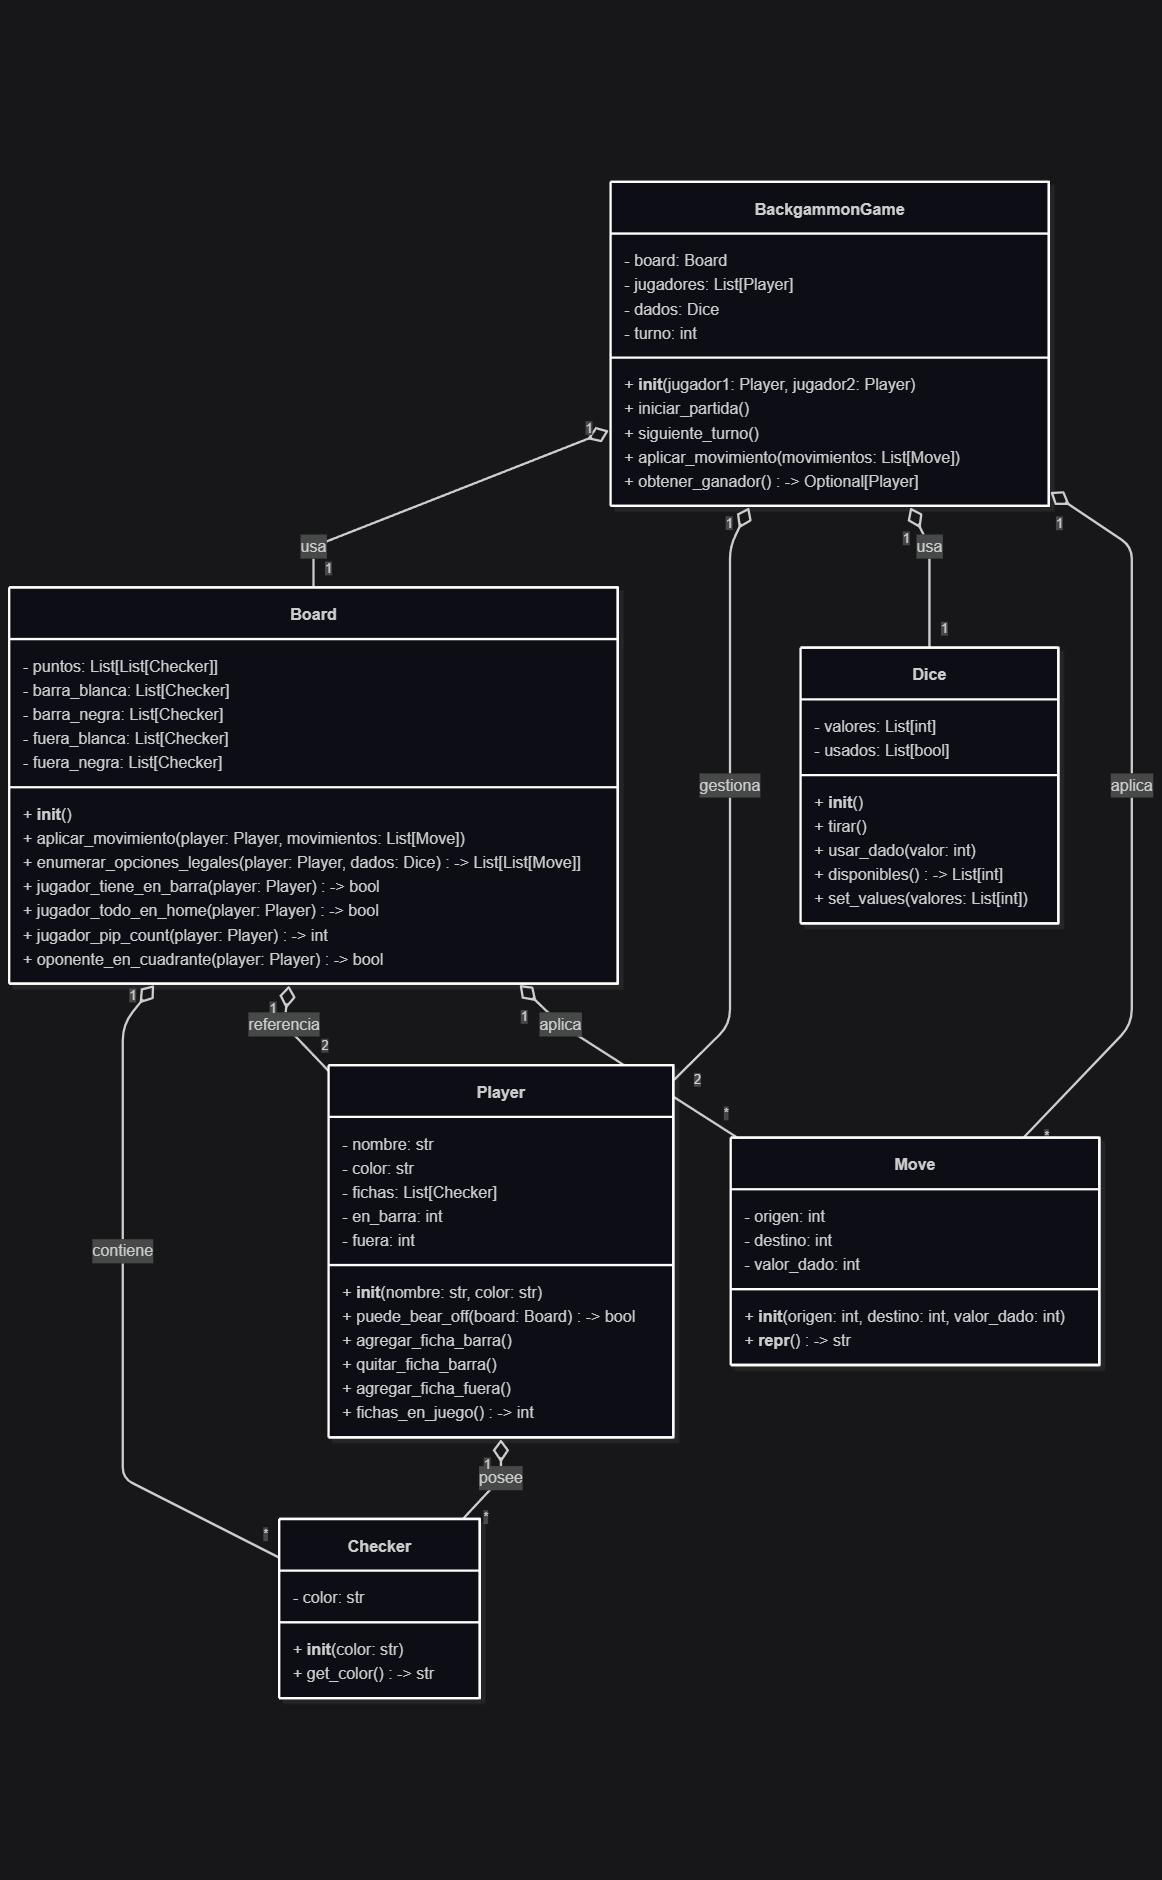 BackgammonGame
- board: Board
- jugadores: List[Player]
- dados: Dice
- turno: int
+ init(jugador1: Player, jugador2: Player)
+ iniciar_partida()
+ siguiente_turno()
+ aplicar_movimiento(movimientos: List[Move])
+ obtener_ganador() : -> Optional[Player]
1
1
1
1
usa
1
usa
1
Board
- puntos: List[List[Checker]]
- barra_blanca: List[Checker]
- barra_negra: List[Checker]
- fuera_blanca: List[Checker]
- fuera_negra: List[Checker]
+ init()
+ aplicar_movimiento(player: Player, movimientos: List[Move])
+ enumerar_opciones_legales(player: Player, dados: Dice) : -> List[List[Move]]
+ jugador_tiene_en_barra(player: Player) : -> bool
+ jugador_todo_en_home(player: Player) : -> bool
+ jugador_pip_count(player: Player) : -> int
+ oponente_en_cuadrante(player: Player) : -> bool
Dice
- valores: List[int]
- usados: List[bool]
+ init()
+ tirar()
+ usar_dado(valor: int)
+ disponibles() : -> List[int]
+ set_values(valores: List[int])
gestiona
aplica
1
1
1
referencia
aplica
2
2
*
*
Player
- nombre: str
- color: str
- fichas: List[Checker]
- en_barra: int
- fuera: int
+ init(nombre: str, color: str)
+ puede_bear_off(board: Board) : -> bool
+ agregar_ficha_barra()
+ quitar_ficha_barra()
+ agregar_ficha_fuera()
+ fichas_en_juego() : -> int
Move
- origen: int
- destino: int
- valor_dado: int
+ init(origen: int, destino: int, valor_dado: int)
+ repr() : -> str
contiene
1
posee
*
*
Checker
- color: str
+ init(color: str)
+ get_color() : -> str